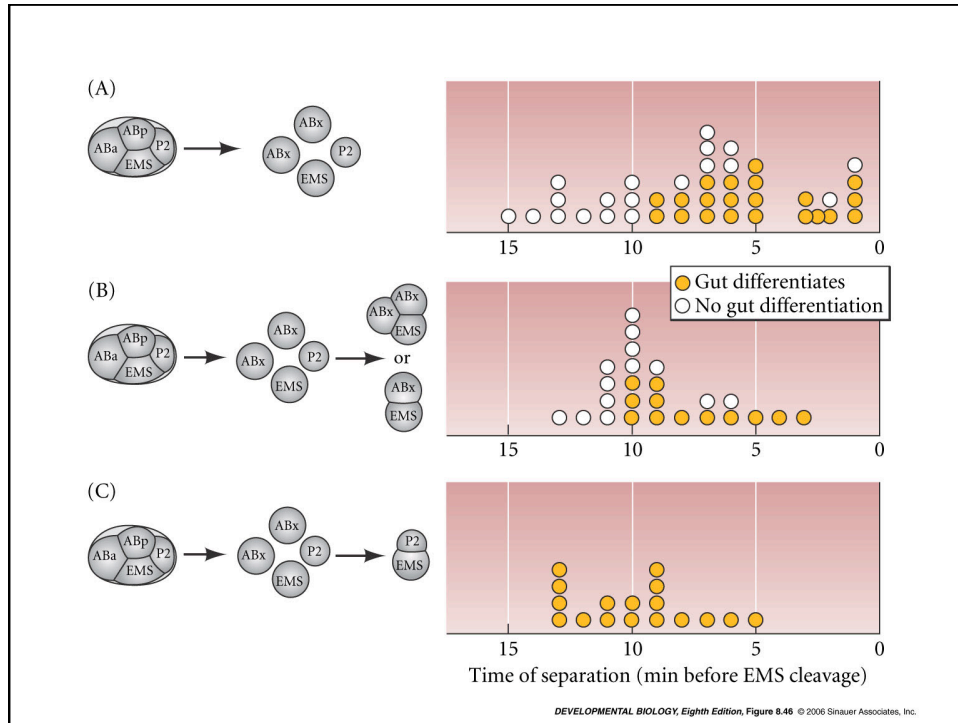 (A)
ABa ABp P2 EMS
ABx
ABx P2
EMS
15 10 5 0
Gut differentiates
No gut differentiation
(B)
ABa ABp P2 EMS
ABx
ABx P2
EMS
ABx
ABx
EMS
or
ABx
EMS
15 10 5 0
(C)
ABa ABp P2 EMS
ABx
ABx P2
EMS
P2
EMS
15 10 5 0
Time of separation (min before EMS cleavage)
DEVELOPMENTAL BIOLOGY, Eighth Edition, Figure 8.46 © 2006 Sinauer Associates, Inc.